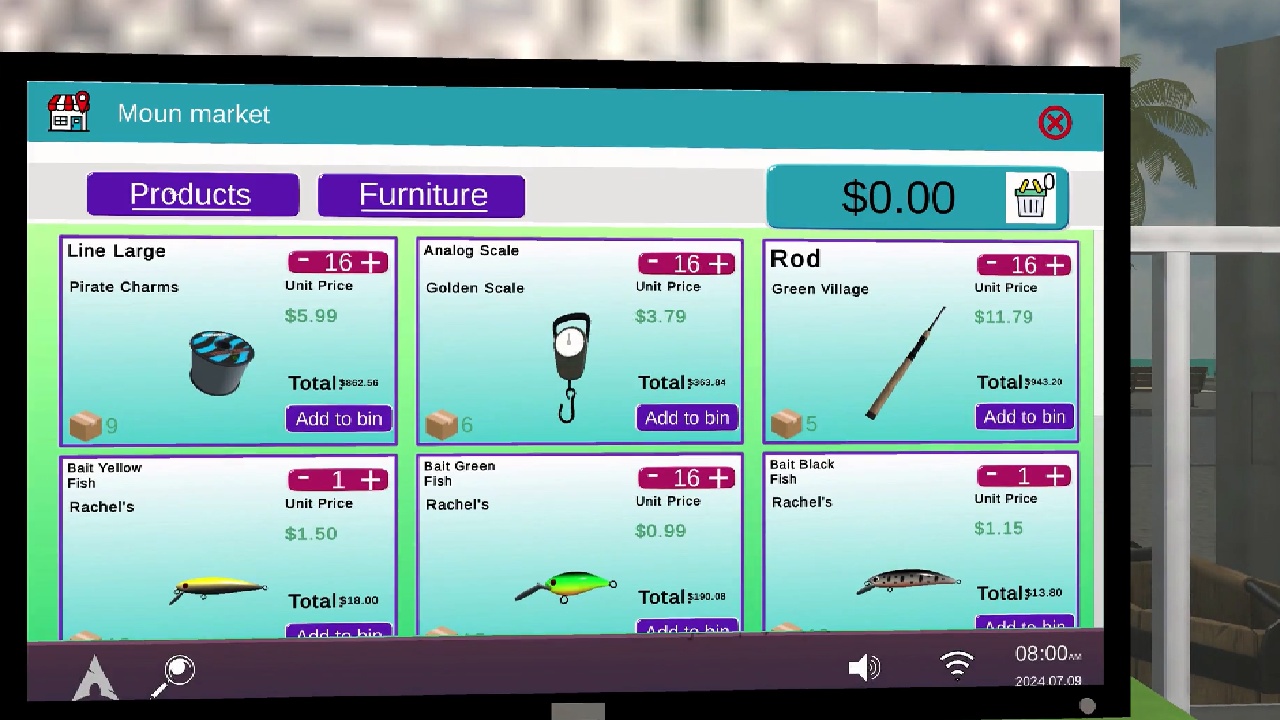 Moun market
Products
Furniture
$0.00
0
Line Large
- 16 +
Pirate Charms
Unit Price
$5.99
Total:
$862.56
9
Add to bin
Analog Scale
- 16 +
Golden Scale
Unit Price
$3.79
Total:
$363.84
6
Add to bin
Rod
- 16 +
Green Village
Unit Price
$11.79
Total:
$943.20
5
Add to bin
Bait Yellow
Fish
- 1 +
Rachel's
Unit Price
$1.50
Total:
$18.00
Add to bin
Bait Green
Fish
- 16 +
Rachel's
Unit Price
$0.99
Total:
$190.08
Add to bin
Bait Black
Fish
- 1 +
Rachel's
Unit Price
$1.15
Total:
$13.80
Add to bin
08:00AM
2024.07.09